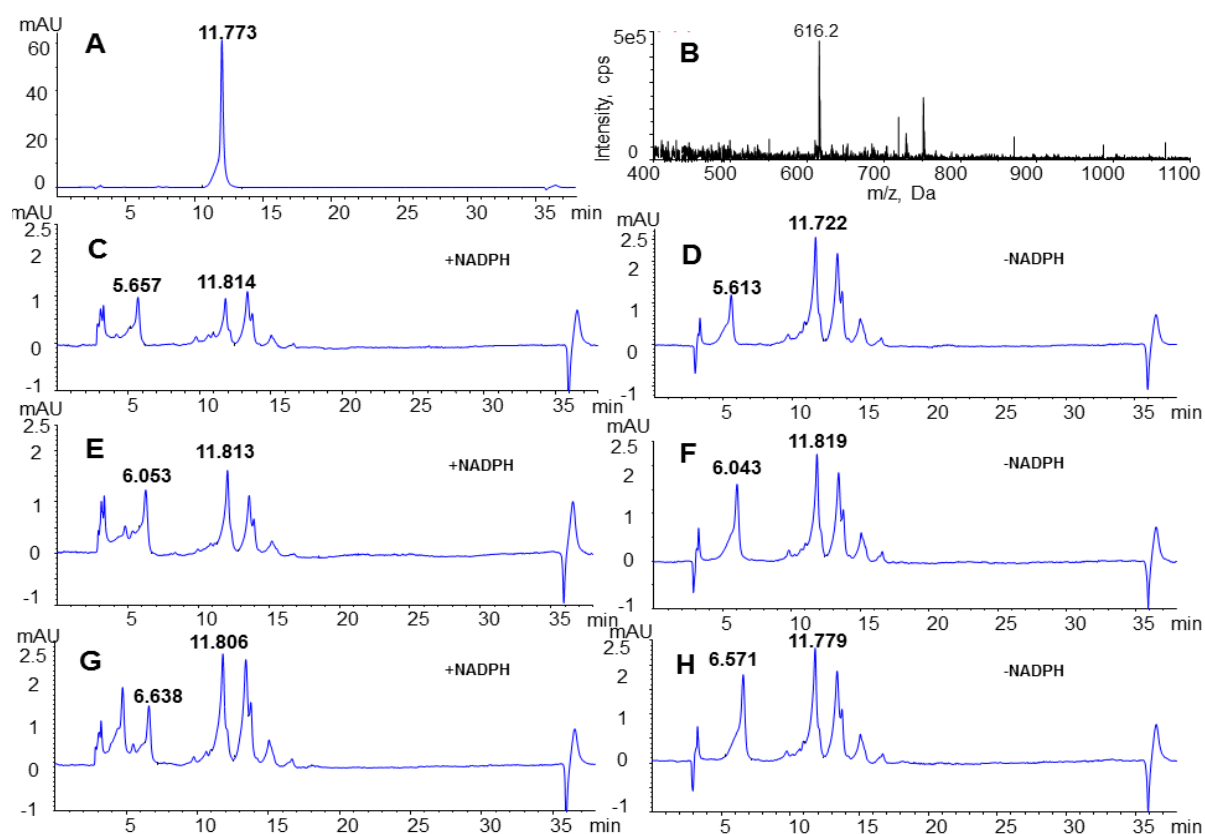 mAU
A
11.773
60
40
20
0
5 10 15 20 25 30 35 min
5e5
B
616.2
Intensity, cps
0
400 500 600 700 800 900 1000 1100
m/z, Da
mAU
2.5
2
1
0
-1
C
5.657
11.814
+NADPH
5 10 15 20 25 30 35 min
mAU
2.5
2
1
0
-1
D
5.613
11.722
-NADPH
5 10 15 20 25 30 35 min
mAU
2.5
2
1
0
-1
E
6.053
11.813
+NADPH
5 10 15 20 25 30 35 min
mAU
2.5
2
1
0
-1
F
6.043
11.819
-NADPH
5 10 15 20 25 30 35 min
mAU
2.5
2
1
0
-1
G
6.638
11.806
+NADPH
5 10 15 20 25 30 35 min
mAU
2.5
2
1
0
-1
H
6.571
11.779
-NADPH
5 10 15 20 25 30 35 min